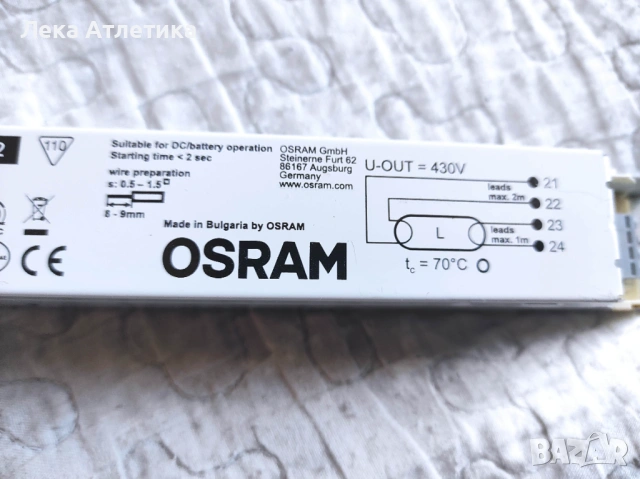 Лека Атлетика
2
110
Suitable for DC/battery operation
Starting time < 2 sec
wire preparation
s: 0.5 – 1.5
8 - 9mm
OSRAM GmbH
Steinerne Furt 62
86167 Augsburg
Germany
www.osram.com
U-OUT = 430V
21
leads
max. 2m
22
23
L
leads
max. 1m
24
Made in Bulgaria by OSRAM
OSRAM
CE
tc = 70°C
BAZAR